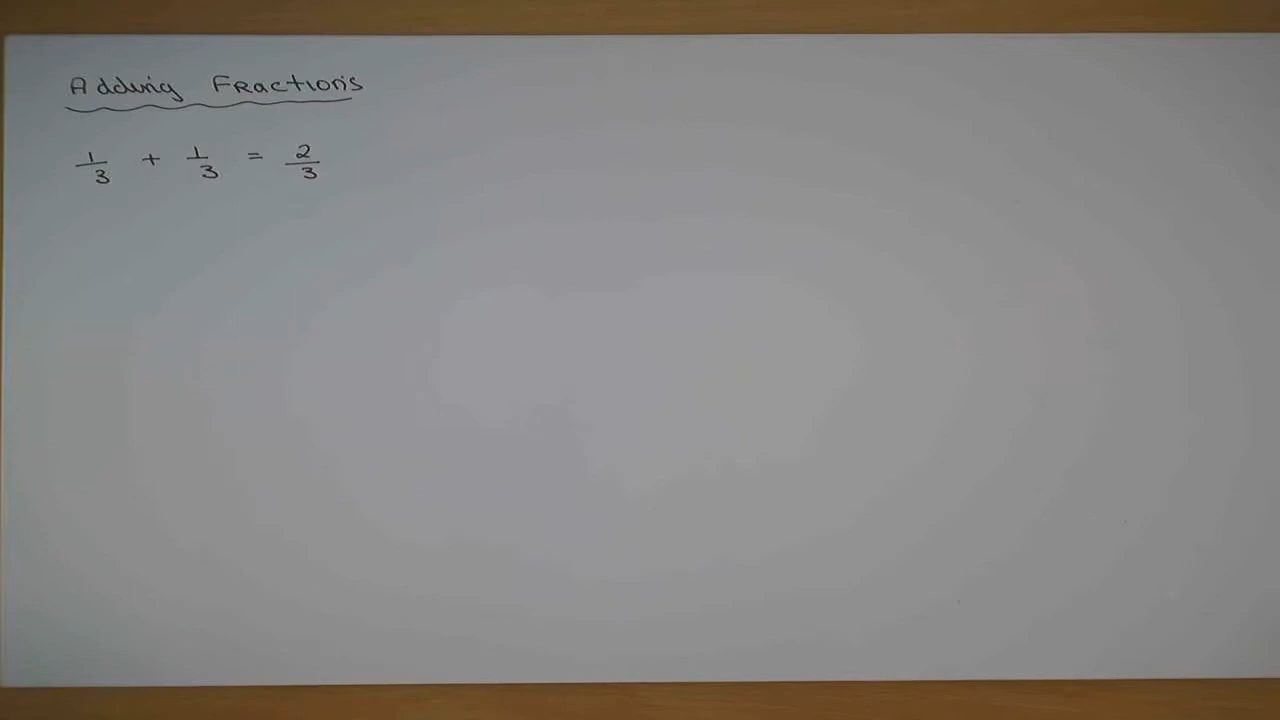 Adding Fractions
1/3 + 1/3 = 2/3